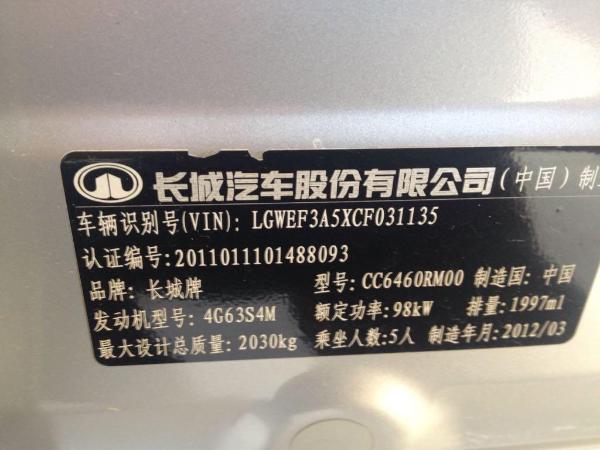 长城汽车股份有限公司(中国)制
车辆识别号(VIN): LGWEF3A5XCF031135
认证编号:2011011101488093
品牌: 长城牌 型号: CC6460RM00 制造国: 中国
发动机型号: 4G63S4M 额定功率:98kW 排量:1997ml
最大设计总质量: 2030kg 乘坐人数:5人 制造年月:2012/03